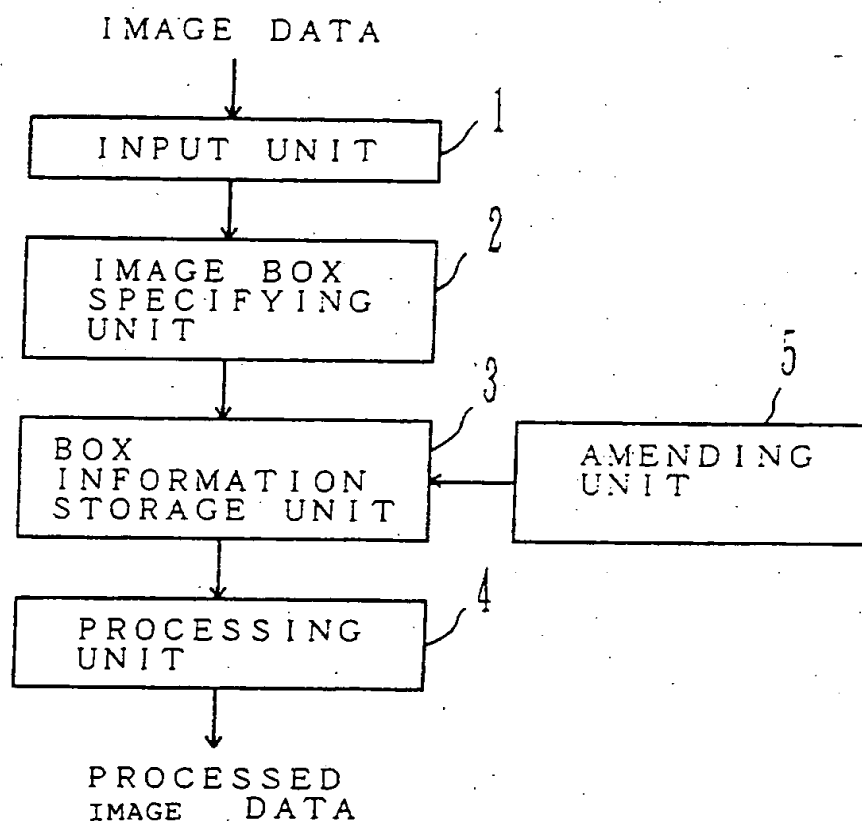 IMAGE DATA
1
INPUT UNIT
2
IMAGE BOX
SPECIFYING
UNIT
3
BOX
INFORMATION
STORAGE UNIT
5
AMENDING
UNIT
4
PROCESSING
UNIT
PROCESSED
IMAGE DATA